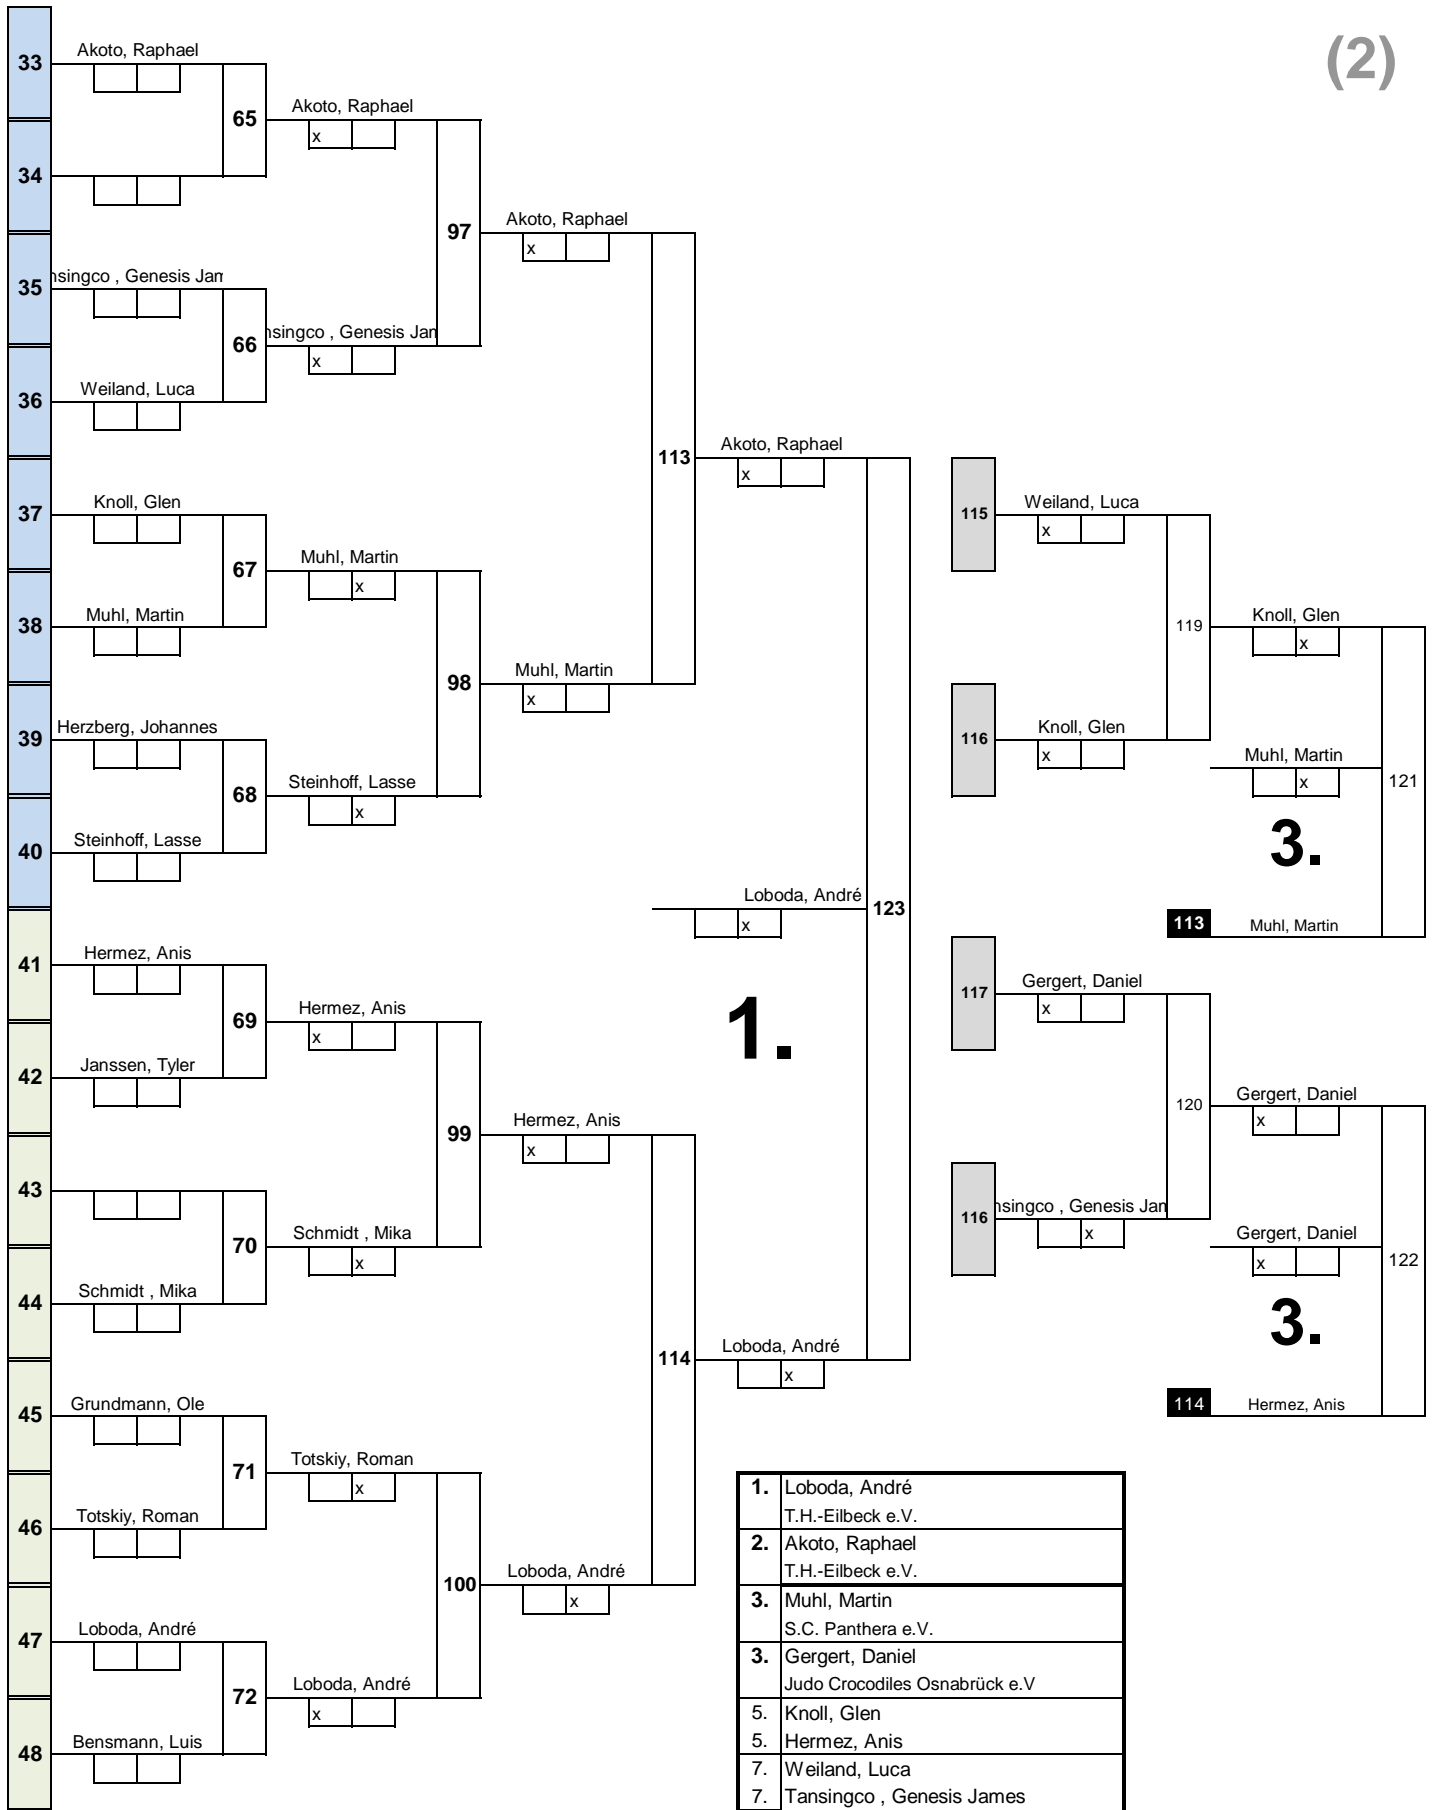 (2)
33
Akoto, Raphael
65
Akoto, Raphael
x
34
97
Akoto, Raphael
x
35
nsingco , Genesis Jam
66
nsingco , Genesis Jam
x
36
Weiland, Luca
113
Akoto, Raphael
x
37
Knoll, Glen
67
Muhl, Martin
x
38
Muhl, Martin
98
Muhl, Martin
x
39
Herzberg, Johannes
68
Steinhoff, Lasse
x
40
Steinhoff, Lasse
Loboda, André
x
123
1.
41
Hermez, Anis
69
Hermez, Anis
x
42
Janssen, Tyler
99
Hermez, Anis
x
43
70
Schmidt , Mika
x
44
Schmidt , Mika
114
Loboda, André
x
45
Grundmann, Ole
71
Totskiy, Roman
x
46
Totskiy, Roman
100
Loboda, André
x
47
Loboda, André
72
Loboda, André
x
48
Bensmann, Luis
115
Weiland, Luca
x
119
Knoll, Glen
x
116
Knoll, Glen
x
Muhl, Martin
x
121
3.
113
Muhl, Martin
117
Gergert, Daniel
x
120
Gergert, Daniel
x
116
nsingco , Genesis Jam
x
Gergert, Daniel
x
122
3.
114
Hermez, Anis
1. Loboda, André
T.H.-Eilbeck e.V.
2. Akoto, Raphael
T.H.-Eilbeck e.V.
3. Muhl, Martin
S.C. Panthera e.V.
3. Gergert, Daniel
Judo Crocodiles Osnabrück e.V
5. Knoll, Glen
5. Hermez, Anis
7. Weiland, Luca
7. Tansingco , Genesis James